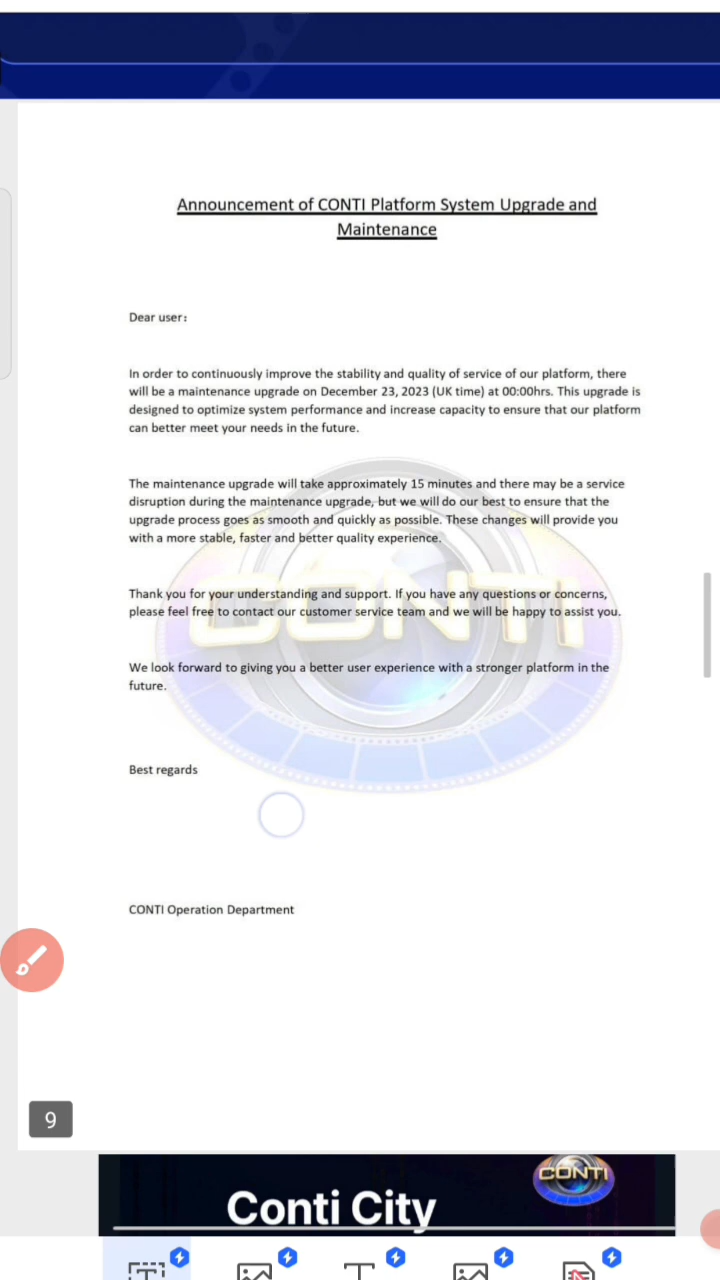 Announcement of CONTI Platform System Upgrade and
Maintenance
Dear user:
In order to continuously improve the stability and quality of service of our platform, there
will be a maintenance upgrade on December 23, 2023 (UK time) at 00:00hrs. This upgrade is
designed to optimize system performance and increase capacity to ensure that our platform
can better meet your needs in the future.
The maintenance upgrade will take approximately 15 minutes and there may be a service
disruption during the maintenance upgrade, but we will do our best to ensure that the
upgrade process goes as smooth and quickly as possible. These changes will provide you
with a more stable, faster and better quality experience.
CONTI
Thank you for your understanding and support. If you have any questions or concerns,
please feel free to contact our customer service team and we will be happy to assist you.
We look forward to giving you a better user experience with a stronger platform in the
future.
Best regards
CONTI Operation Department
9
CONTI
Conti City